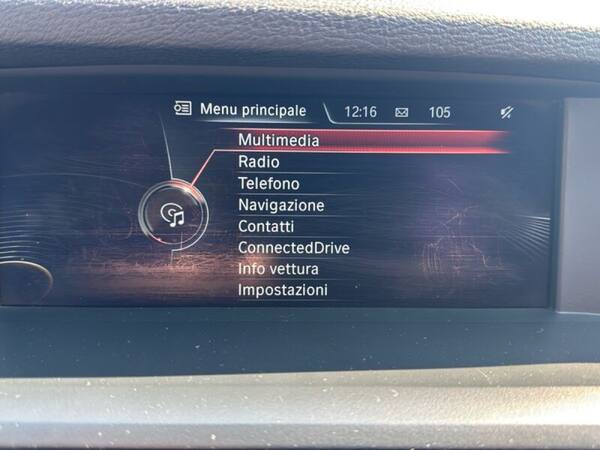 Menu principale 12:16 105
Multimedia
Radio
Telefono
Navigazione
Contatti
ConnectedDrive
Info vettura
Impostazioni